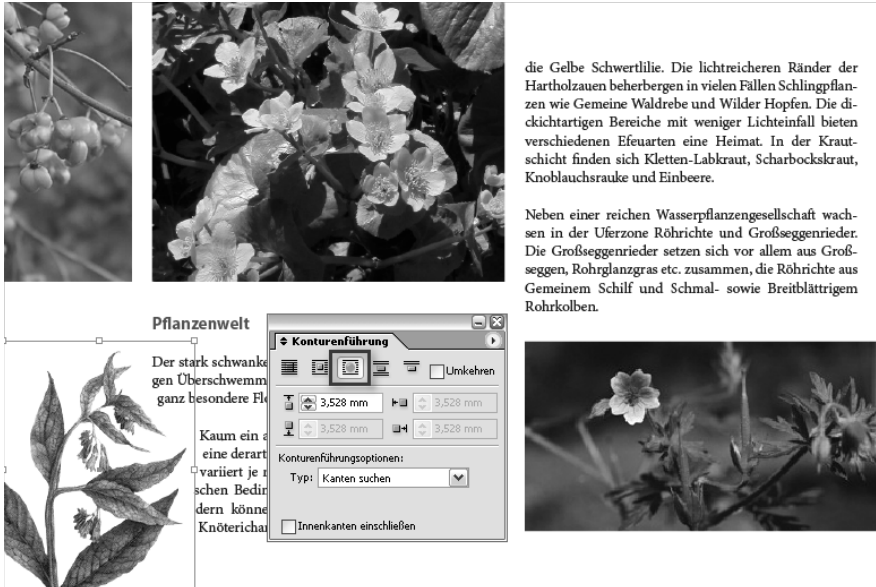 die Gelbe Schwertlilie. Die lichtreicheren Ränder der
Hartholzauen beherbergen in vielen Fällen Schlingpflan-
zen wie Gemeine Waldrebe und Wilder Hopfen. Die di-
ckichtartigen Bereiche mit weniger Lichteinfall bieten
verschiedenen Efeuarten eine Heimat. In der Kraut-
schicht finden sich Kletten-Labkraut, Scharbockskraut,
Knoblauchsrauke und Einbeere.
Neben einer reichen Wasserpflanzengesellschaft wach-
sen in der Uferzone Röhrichte und Großseggenrieder.
Die Großseggenrieder setzen sich vor allem aus Groß-
seggen, Rohrglanzgras etc. zusammen, die Röhrichte aus
Gemeinem Schilf und Schmal- sowie Breitblättrigem
Rohrkolben.
Pflanzenwelt
Der stark schwanke
gen Überschwemm
ganz besondere Flo
Kaum ein a
eine derart
variiert je n
schen Bedin
dern könne
Knöterichar
Konturenführung
Umkehren
3,528 mm 3,528 mm
3,528 mm 3,528 mm
Konturenführungsoptionen:
Typ: Kanten suchen
Innenkanten einschließen